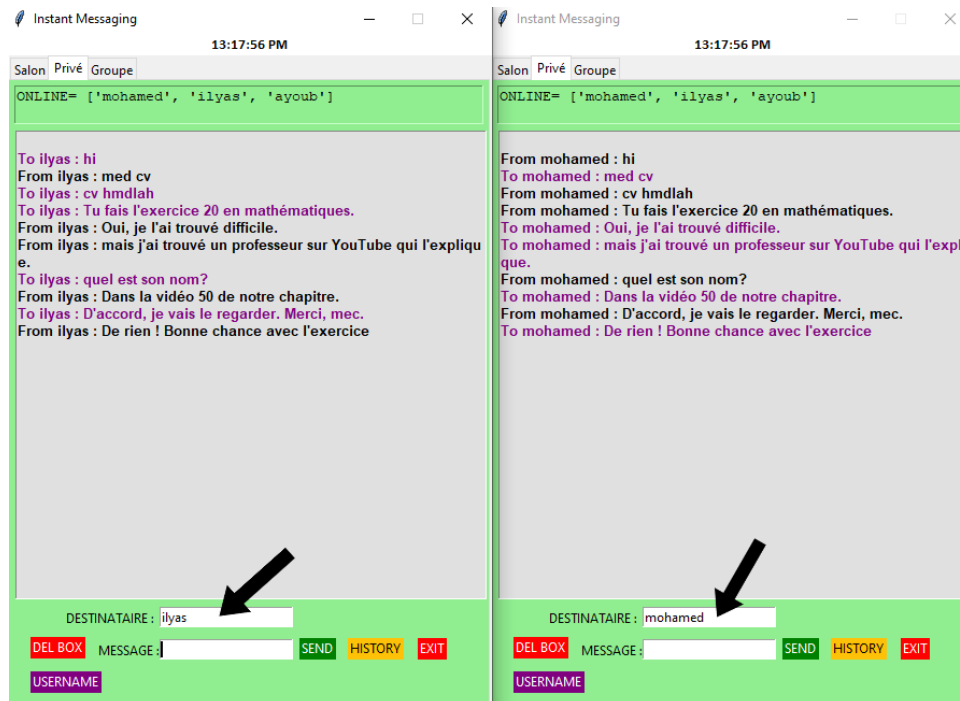 Instant Messaging
13:17:56 PM
Salon Privé Groupe
ONLINE= ['mohamed', 'ilyas', 'ayoub']
To ilyas : hi
From ilyas : med cv
To ilyas : cv hmdlah
To ilyas : Tu fais l'exercice 20 en mathématiques.
From ilyas : Oui, je l'ai trouvé difficile.
From ilyas : mais j'ai trouvé un professeur sur YouTube qui l'expliqu
e.
To ilyas : quel est son nom?
From ilyas : Dans la vidéo 50 de notre chapitre.
To ilyas : D'accord, je vais le regarder. Merci, mec.
From ilyas : De rien ! Bonne chance avec l'exercice
DESTINATAIRE : ilyas
DEL BOX MESSAGE : SEND HISTORY EXIT
USERNAME
Instant Messaging
13:17:56 PM
Salon Privé Groupe
ONLINE= ['mohamed', 'ilyas', 'ayoub']
From mohamed : hi
To mohamed : med cv
From mohamed : cv hmdlah
From mohamed : Tu fais l'exercice 20 en mathématiques.
To mohamed : Oui, je l'ai trouvé difficile.
To mohamed : mais j'ai trouvé un professeur sur YouTube qui l'expl
que.
From mohamed : quel est son nom?
To mohamed : Dans la vidéo 50 de notre chapitre.
From mohamed : D'accord, je vais le regarder. Merci, mec.
To mohamed : De rien ! Bonne chance avec l'exercice
DESTINATAIRE : mohamed
DEL BOX MESSAGE : SEND HISTORY EXIT
USERNAME